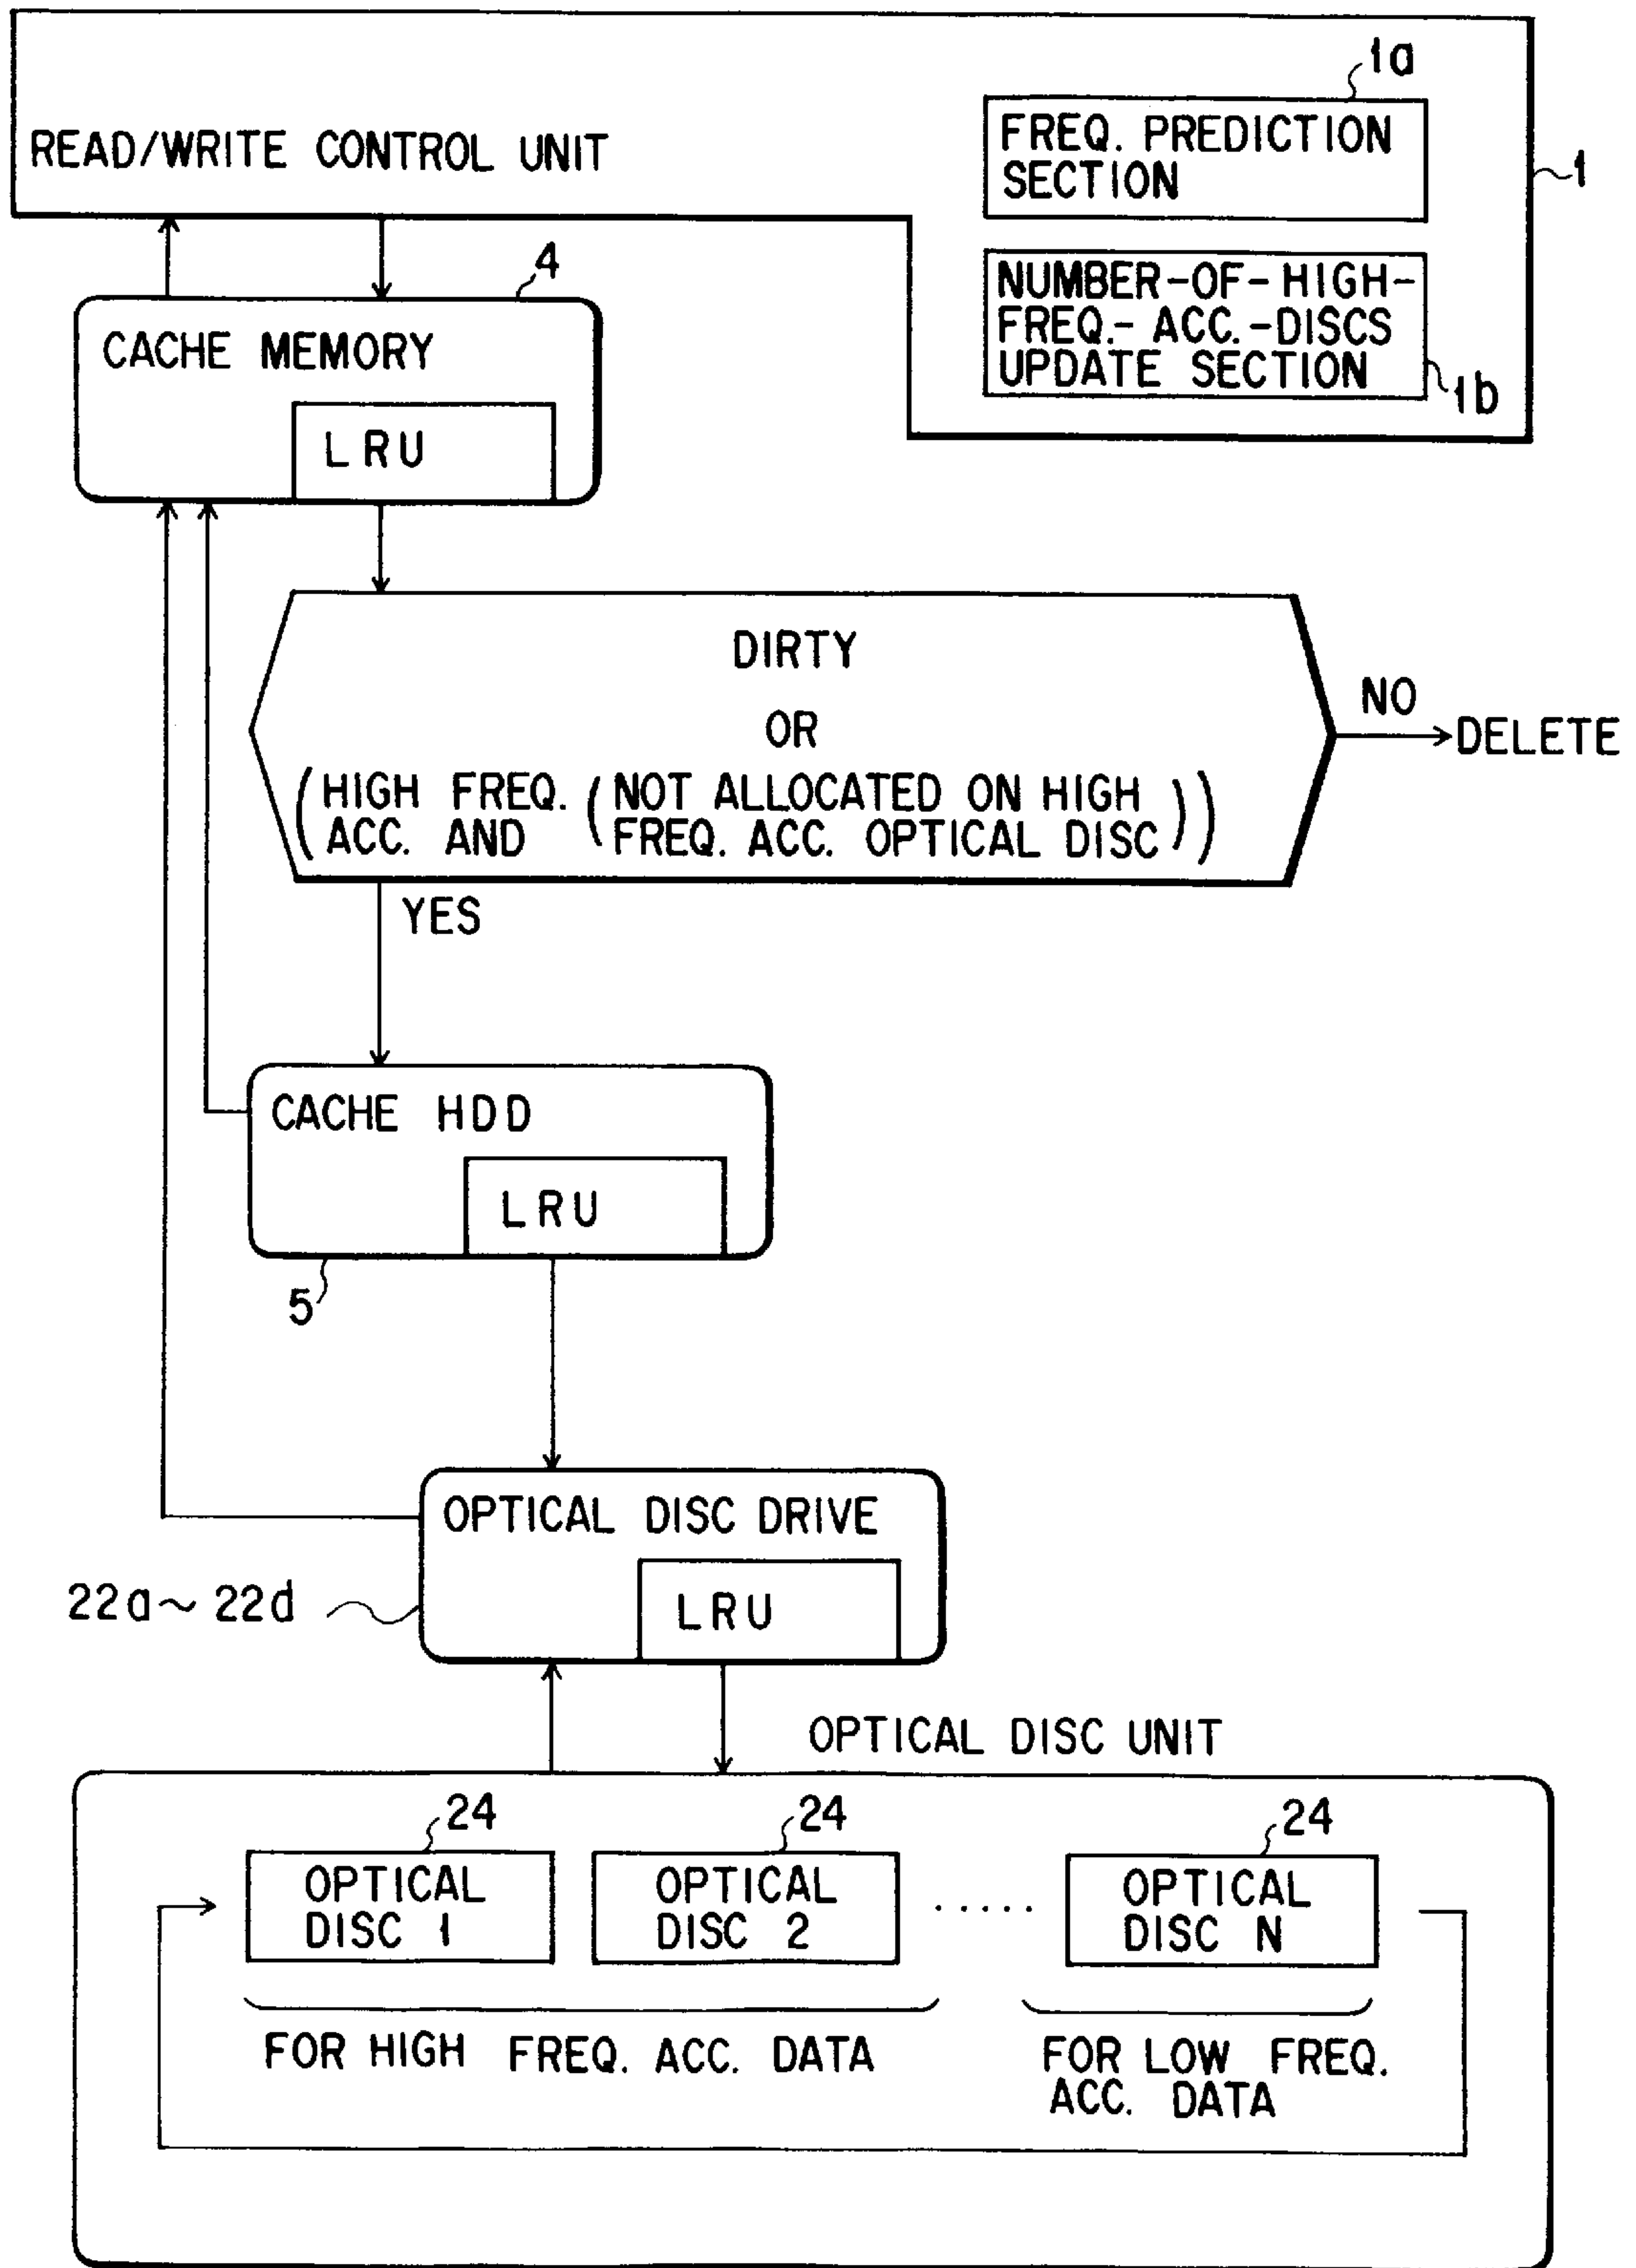 1a
FREQ. PREDICTION
SECTION
READ/WRITE CONTROL UNIT
1
NUMBER-OF-HIGH-
FREQ.- ACC.-DISCS
UPDATE SECTION
1b
4
CACHE MEMORY
LRU
DIRTY
OR
(HIGH FREQ. (NOT ALLOCATED ON HIGH
ACC. AND FREQ. ACC. OPTICAL DISC))
NO
DELETE
YES
CACHE HDD
LRU
5
OPTICAL DISC DRIVE
22a~22d
LRU
OPTICAL DISC UNIT
24 24 24
OPTICAL
DISC 1
OPTICAL
DISC 2
.....
OPTICAL
DISC N
FOR HIGH FREQ. ACC. DATA
FOR LOW FREQ.
ACC. DATA